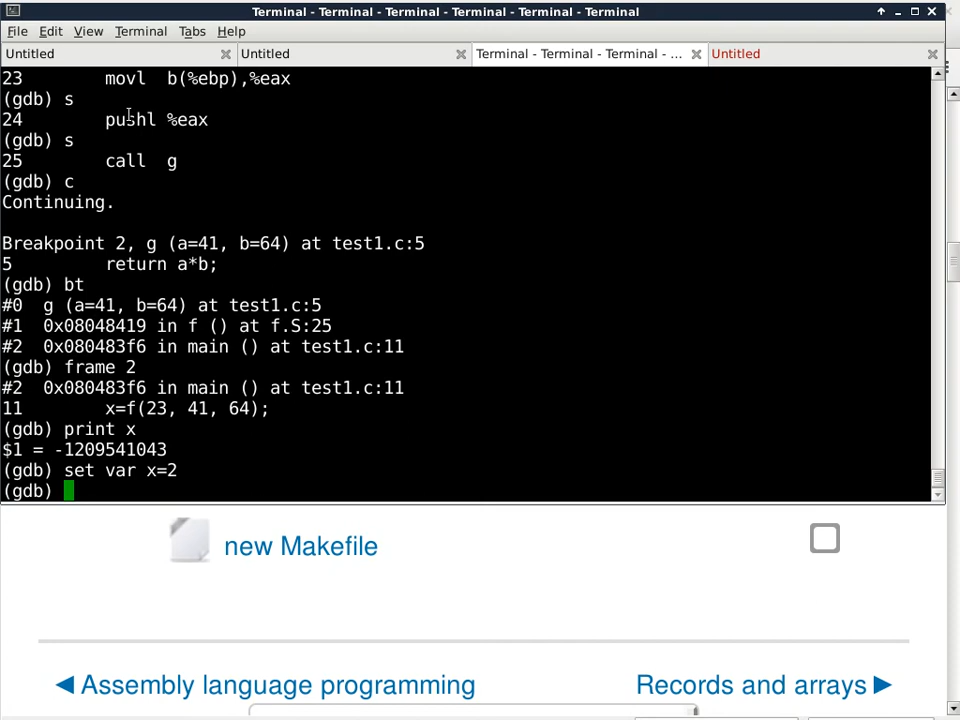 Terminal - Terminal - Terminal - Terminal - Terminal - Terminal
File Edit View Terminal Tabs Help
Untitled Untitled Terminal - Terminal - Terminal - ... Untitled
23 movl b(%ebp),%eax
(gdb) s
24 pushl %eax
(gdb) s
25 call g
(gdb) c
Continuing.
Breakpoint 2, g (a=41, b=64) at test1.c:5
5 return a*b;
(gdb) bt
#0 g (a=41, b=64) at test1.c:5
#1 0x08048419 in f () at f.S:25
#2 0x080483f6 in main () at test1.c:11
(gdb) frame 2
#2 0x080483f6 in main () at test1.c:11
11 x=f(23, 41, 64);
(gdb) print x
$1 = -1209541043
(gdb) set var x=2
(gdb)
new Makefile
◄ Assembly language programming
Records and arrays ►